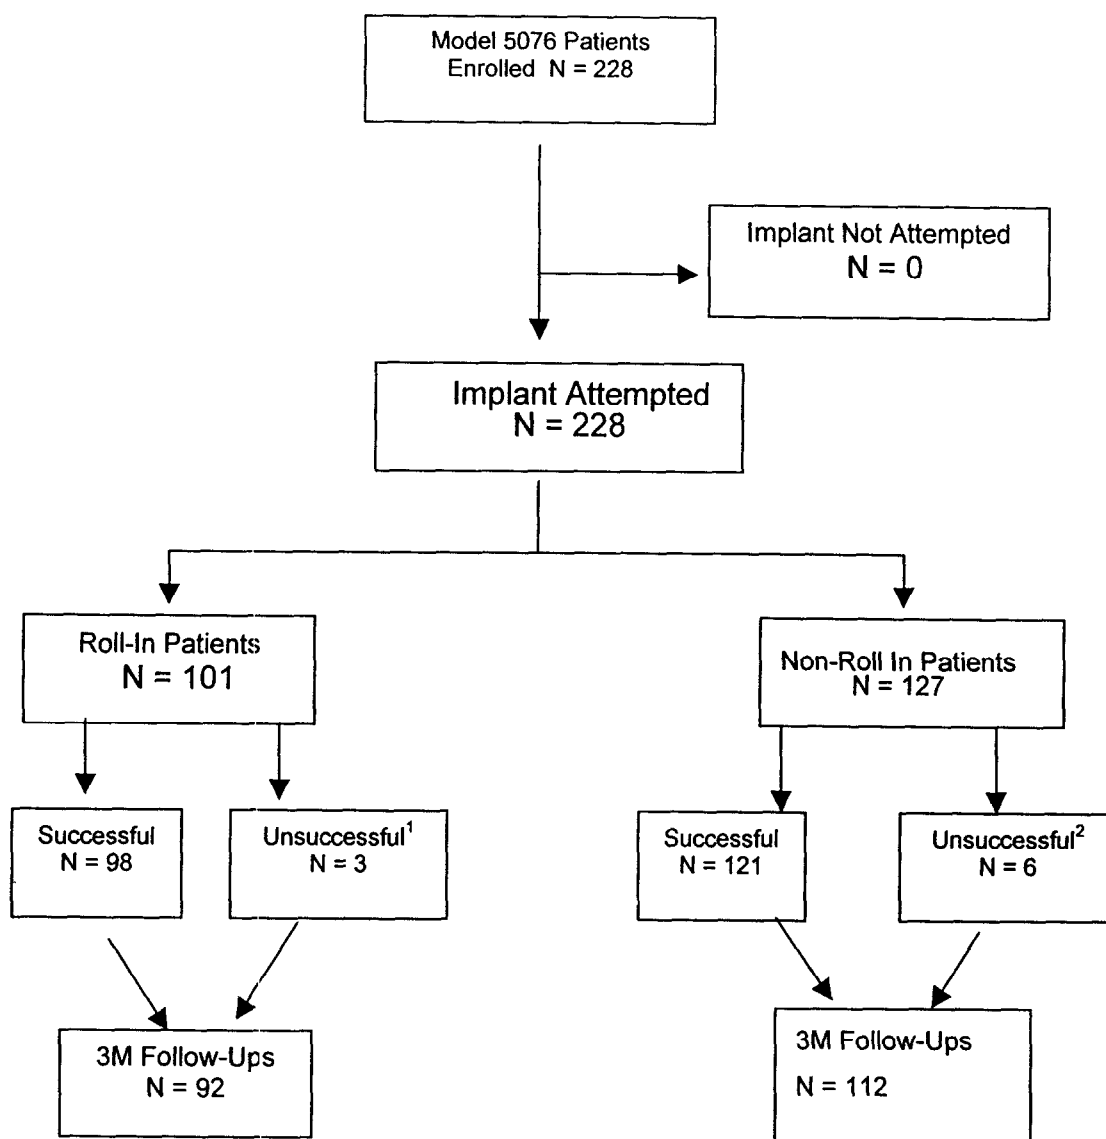 Model 5076 Patients
Enrolled N = 228
Implant Not Attempted
N = 0
Implant Attempted
N = 228
Roll-In Patients
N = 101
Non-Roll In Patients
N = 127
Successful
N = 98
Unsuccessful¹
N = 3
Successful
N = 121
Unsuccessful²
N = 6
3M Follow-Ups
N = 92
3M Follow-Ups
N = 112